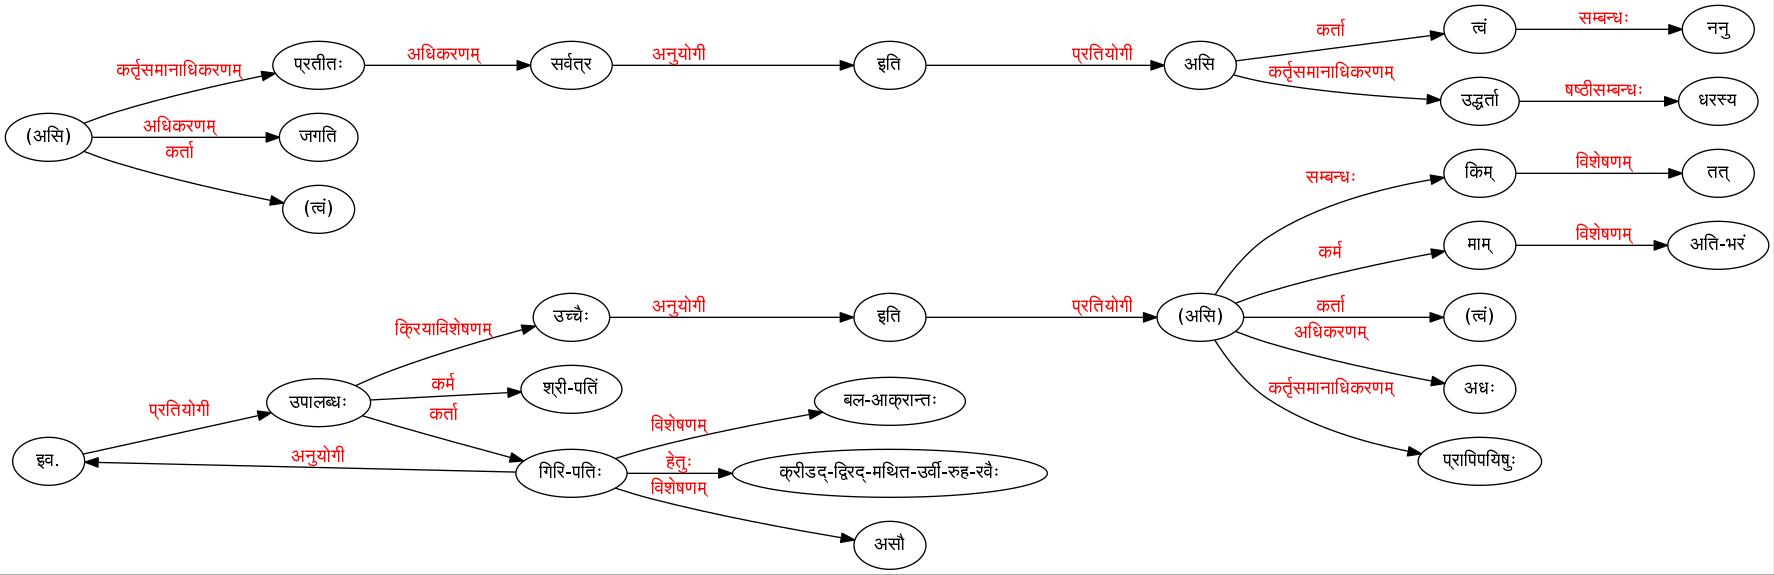 कर्ता
त्वं
सम्बन्धः
ननु
कर्तृसमानाधिकरणम्
प्रतीतः
अधिकरणम्
सर्वत्र
अनुयोगी
इति
प्रतियोगी
असि
कर्तृसमानाधिकरणम्
उद्धर्ता
षष्ठीसम्बन्धः
धरस्य
(असि)
अधिकरणम्
जगति
कर्ता
(त्वं)
सम्बन्धः
किम्
विशेषणम्
तत्
कर्म
माम्
विशेषणम्
अति-भरं
क्रियाविशेषणम्
उच्चैः
अनुयोगी
इति
प्रतियोगी
(असि)
कर्ता
(त्वं)
अधिकरणम्
अधः
कर्तृसमानाधिकरणम्
प्रापिपयिषुः
प्रतियोगी
उपालब्धः
कर्म
श्री-पतिं
कर्ता
विशेषणम्
बल-आक्रान्तः
इव.
अनुयोगी
गिरि-पतिः
हेतुः
क्रीडद्-द्विरद्-मथित-उर्वी-रुह-रवैः
विशेषणम्
असौ